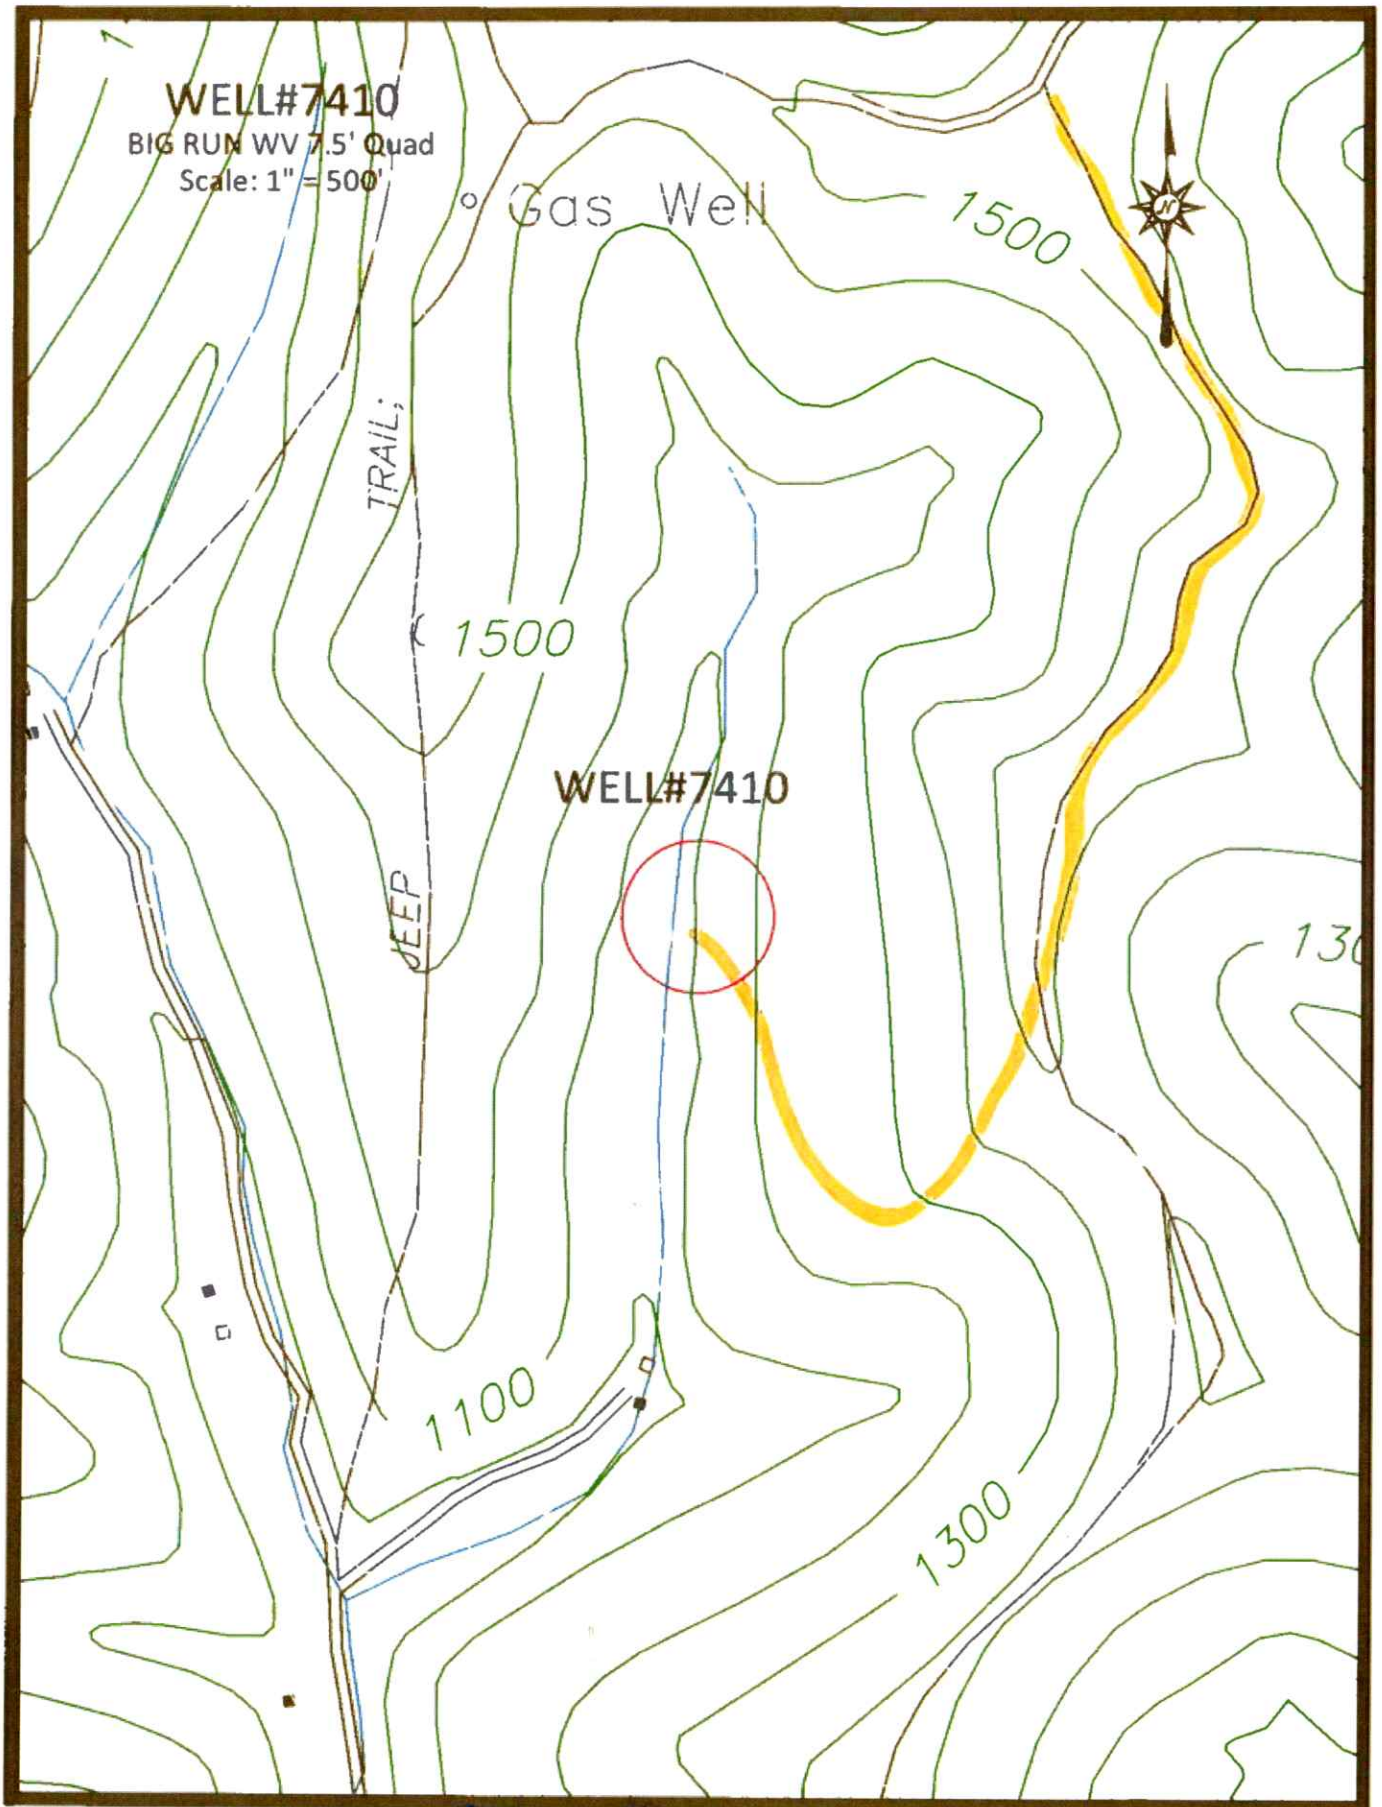 WELL#7410
BIG RUN WV 7.5' Quad
Scale: 1" = 500'
Gas Well
1500
N
TRAIL;
1500
WELL#7410
JEEP
1100
1300